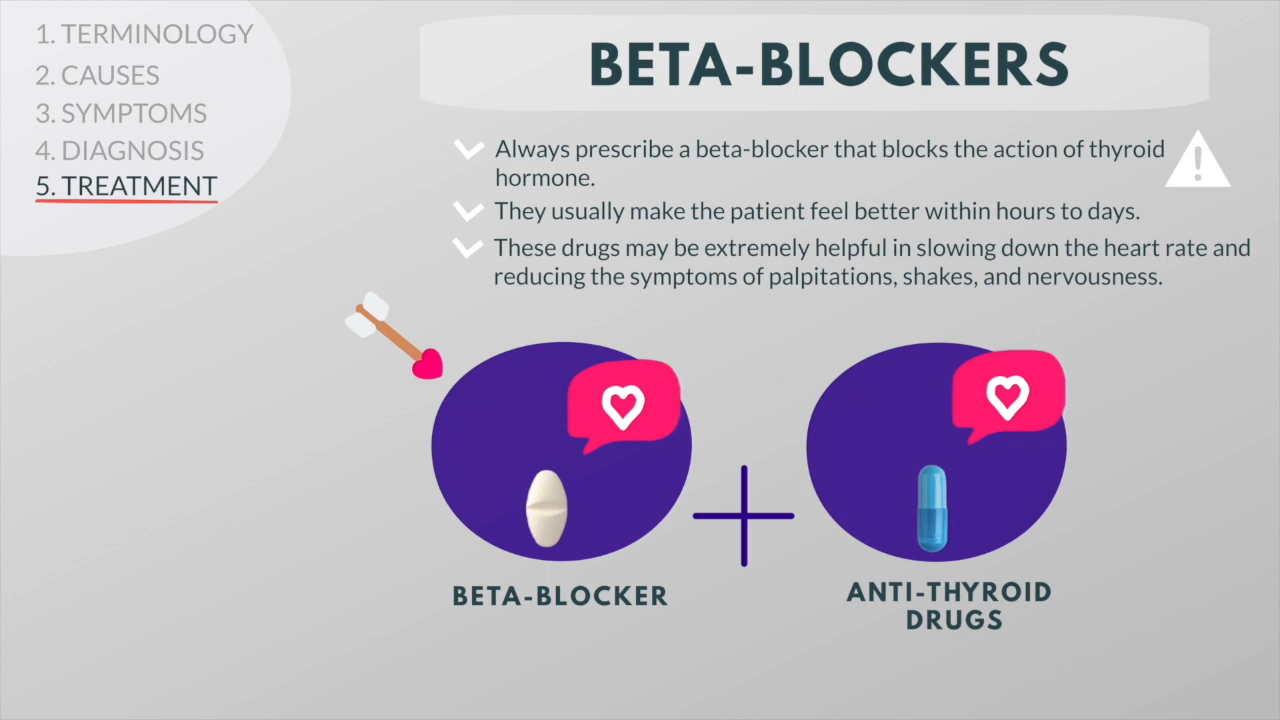 1. TERMINOLOGY
2. CAUSES
3. SYMPTOMS
4. DIAGNOSIS
5. TREATMENT
BETA-BLOCKERS
Always prescribe a beta-blocker that blocks the action of thyroid
hormone.
They usually make the patient feel better within hours to days.
These drugs may be extremely helpful in slowing down the heart rate and
reducing the symptoms of palpitations, shakes, and nervousness.
BETA-BLOCKER
ANTI-THYROID
DRUGS